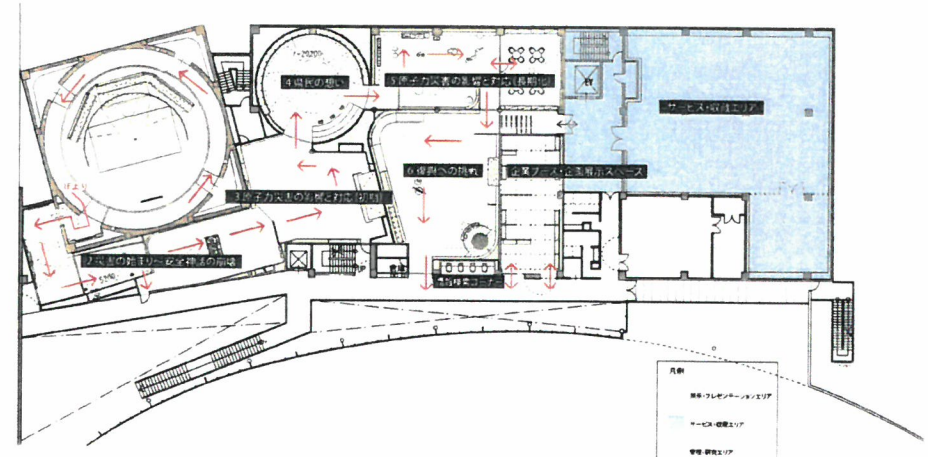 4 県民の想い
5 原子力災害の影響と対応(長期化)
サービス・収蔵エリア
EV
6 復興への挑戦
企業ブース・企画展示スペース
3 原子力災害の影響と対応(初動)
1Fより
2 災害の始まり〜安全神話の崩壊
情報検索コーナー
凡例
展示・プレゼンテーションエリア
サービス・収蔵エリア
管理・研究エリア